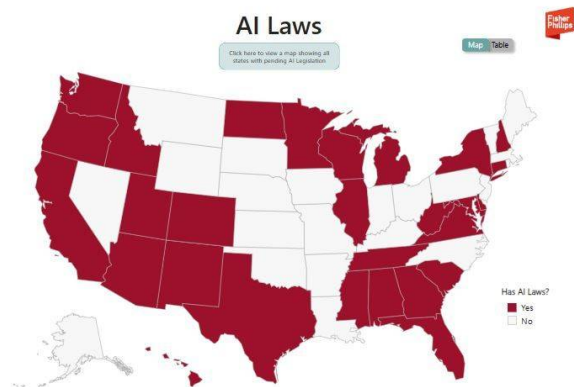 AI Laws
Fisher
Phillips
Click here to view a map showing all
states with pending AI Legislation
Map Table
Has AI Laws?
Yes
No